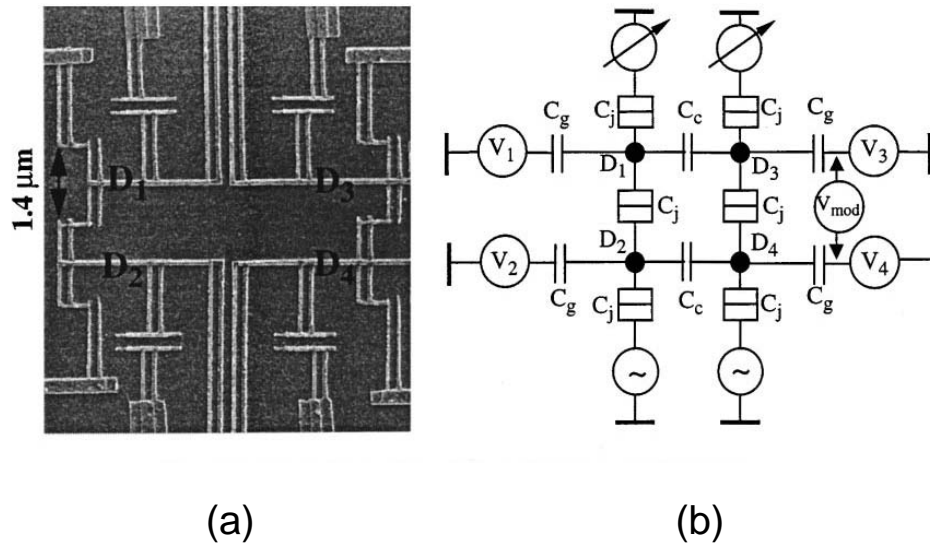 1.4 μm
D1
D3
D2
D4
Cj Cj
Cg Cc Cg
V1 V3
D1 D3
Cj Cj
Vmod
D2 D4
V2 V4
Cg Cj Cc Cj Cg
~ ~
(a) (b)